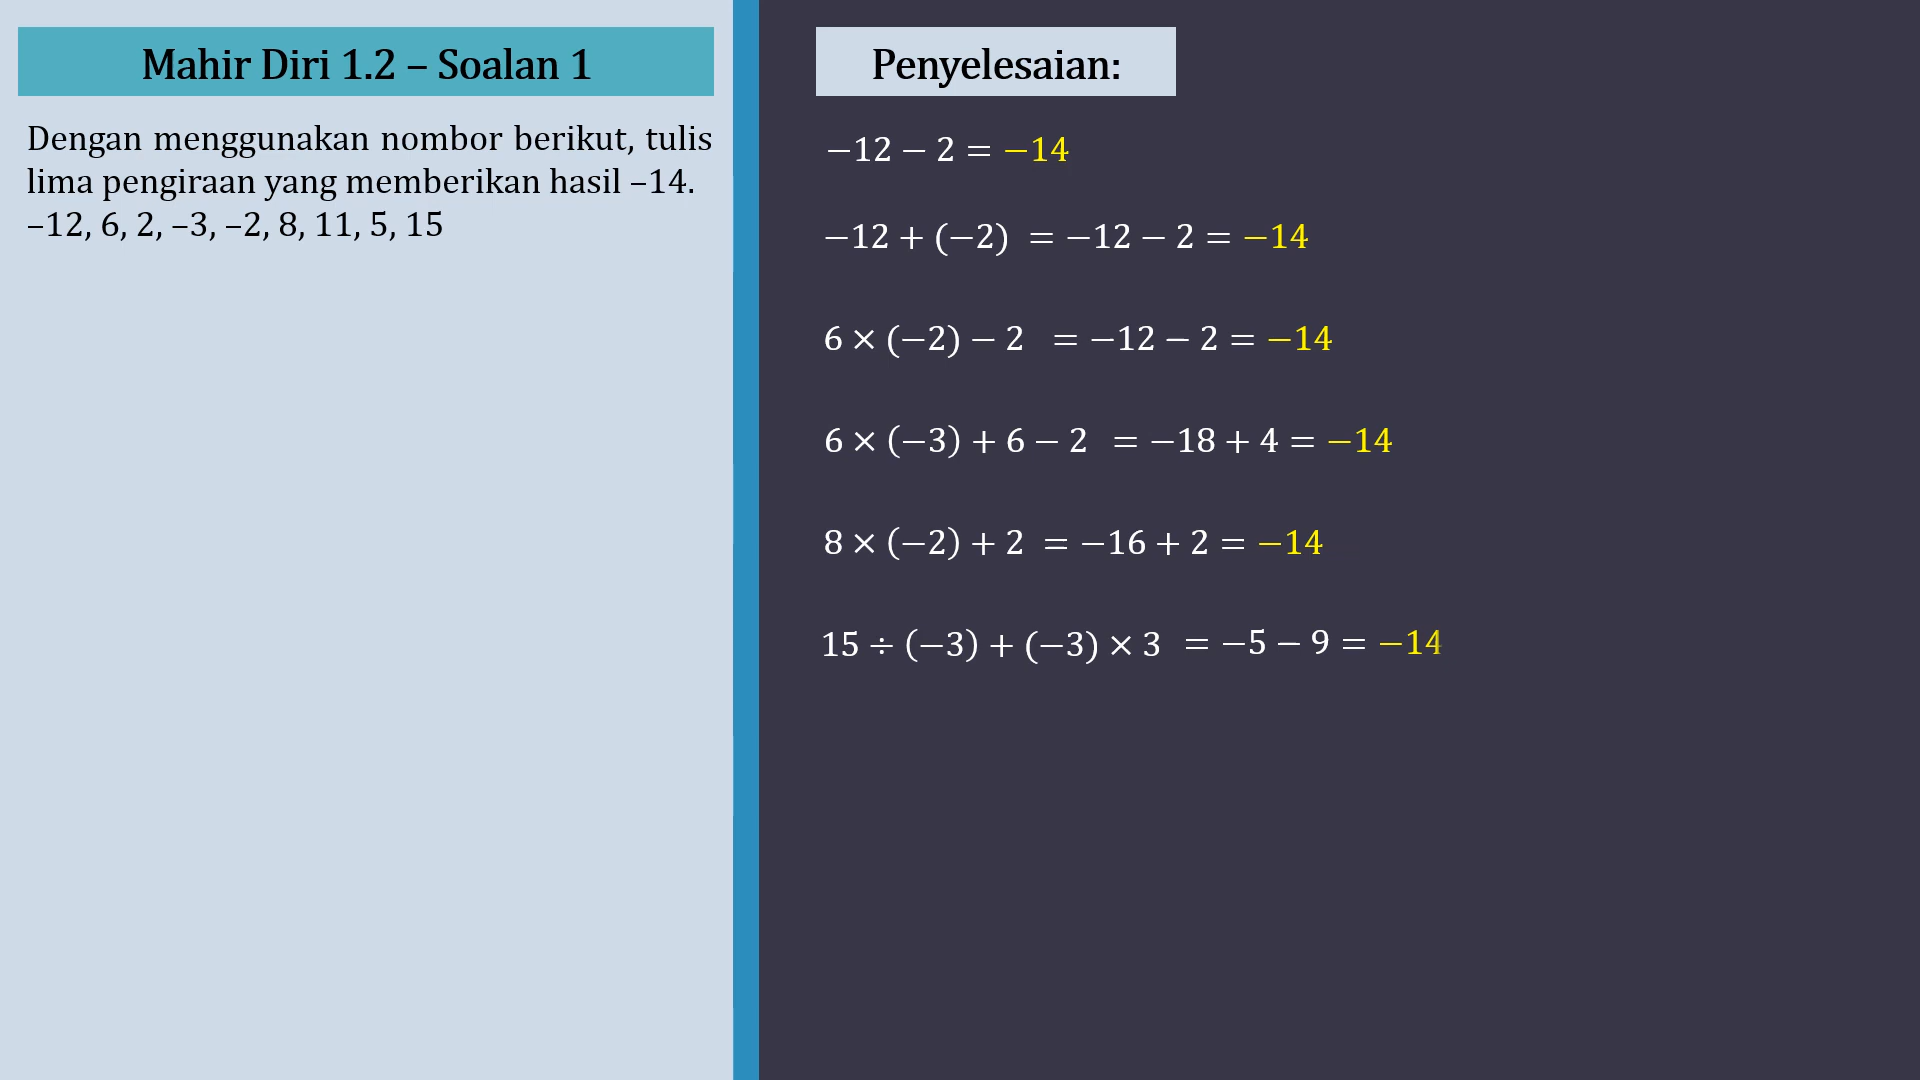 Mahir Diri 1.2 – Soalan 1
Dengan menggunakan nombor berikut, tulis
lima pengiraan yang memberikan hasil –14.
–12, 6, 2, –3, –2, 8, 11, 5, 15
Penyelesaian:
−12 − 2 = −14
−12 + (−2) = −12 − 2 = −14
6 × (−2) − 2 = −12 − 2 = −14
6 × (−3) + 6 − 2 = −18 + 4 = −14
8 × (−2) + 2 = −16 + 2 = −14
15 ÷ (−3) + (−3) × 3 = −5 − 9 = −14